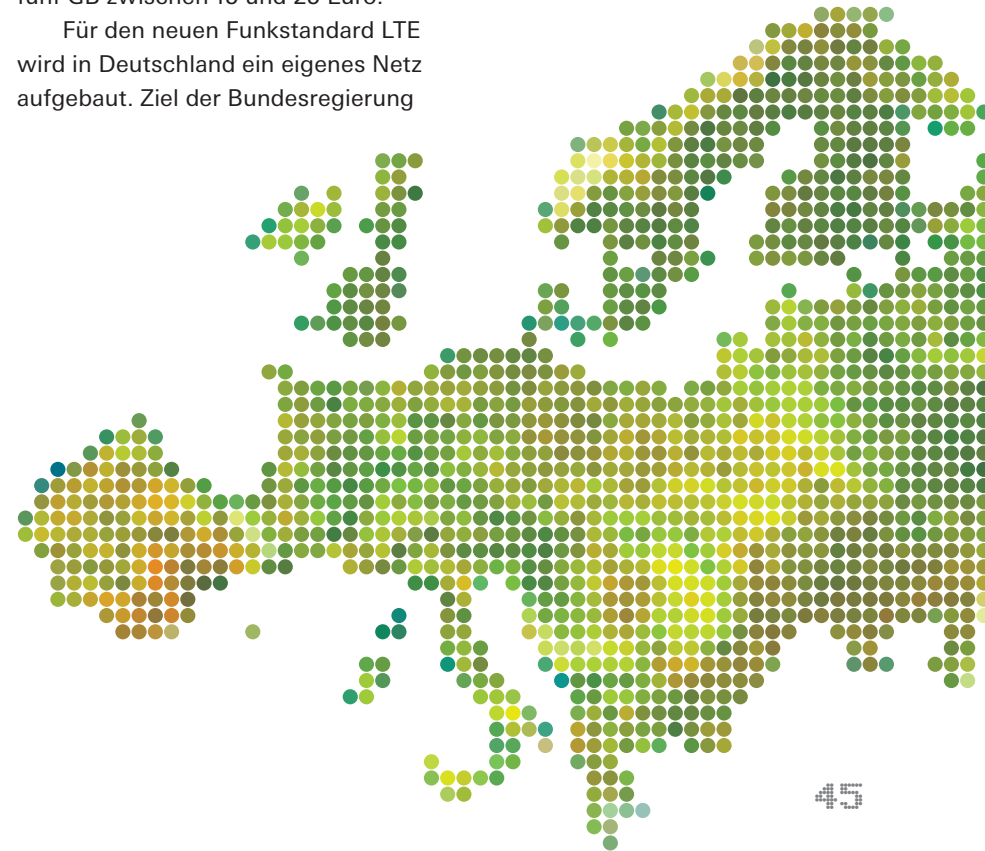 Für den neuen Funkstandard LTE
wird in Deutschland ein eigenes Netz
aufgebaut. Ziel der Bundesregierung
45